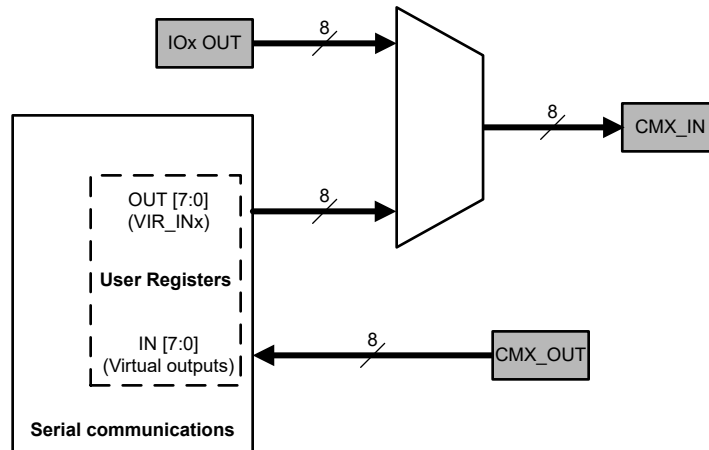 IOx OUT
8
8
CMX_IN
OUT [7:0]
(VIR_INx)
8
User Registers
IN [7:0]
(Virtual outputs)
8
CMX_OUT
Serial communications